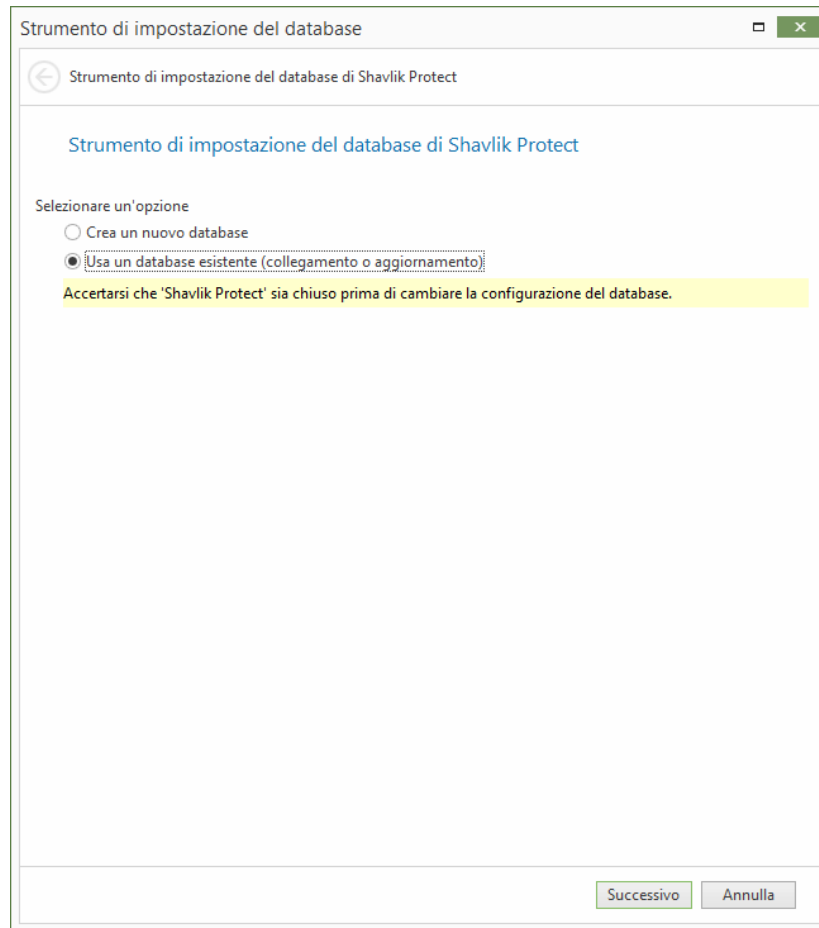 Strumento di impostazione del database
Strumento di impostazione del database di Shavlik Protect
Strumento di impostazione del database di Shavlik Protect
Selezionare un'opzione
Crea un nuovo database
Usa un database esistente (collegamento o aggiornamento)
Accertarsi che 'Shavlik Protect' sia chiuso prima di cambiare la configurazione del database.
Successivo Annulla